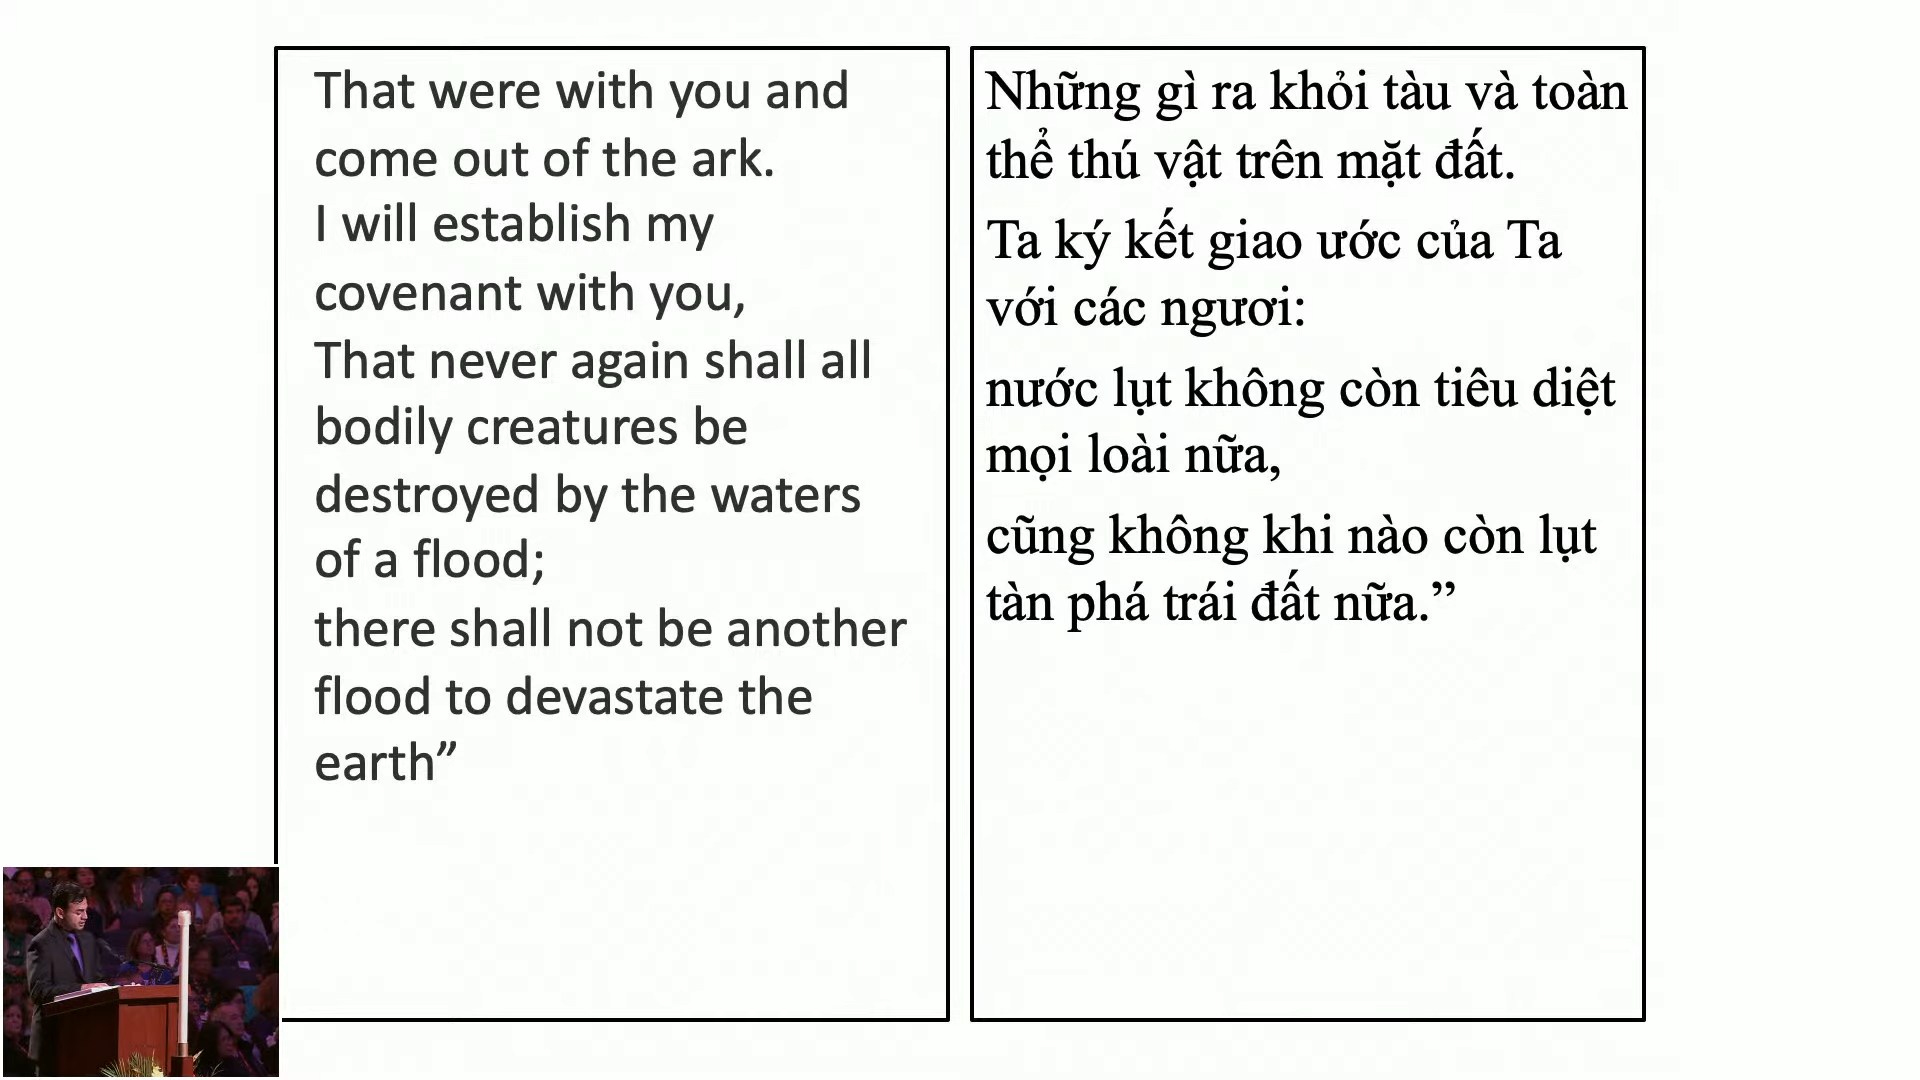 That were with you and
come out of the ark.
I will establish my
covenant with you,
That never again shall all
bodily creatures be
destroyed by the waters
of a flood;
there shall not be another
flood to devastate the
earth”
Những gì ra khỏi tàu và toàn
thể thú vật trên mặt đất.
Ta ký kết giao ước của Ta
với các ngươi:
nước lụt không còn tiêu diệt
mọi loài nữa,
cũng không khi nào còn lụt
tàn phá trái đất nữa.”